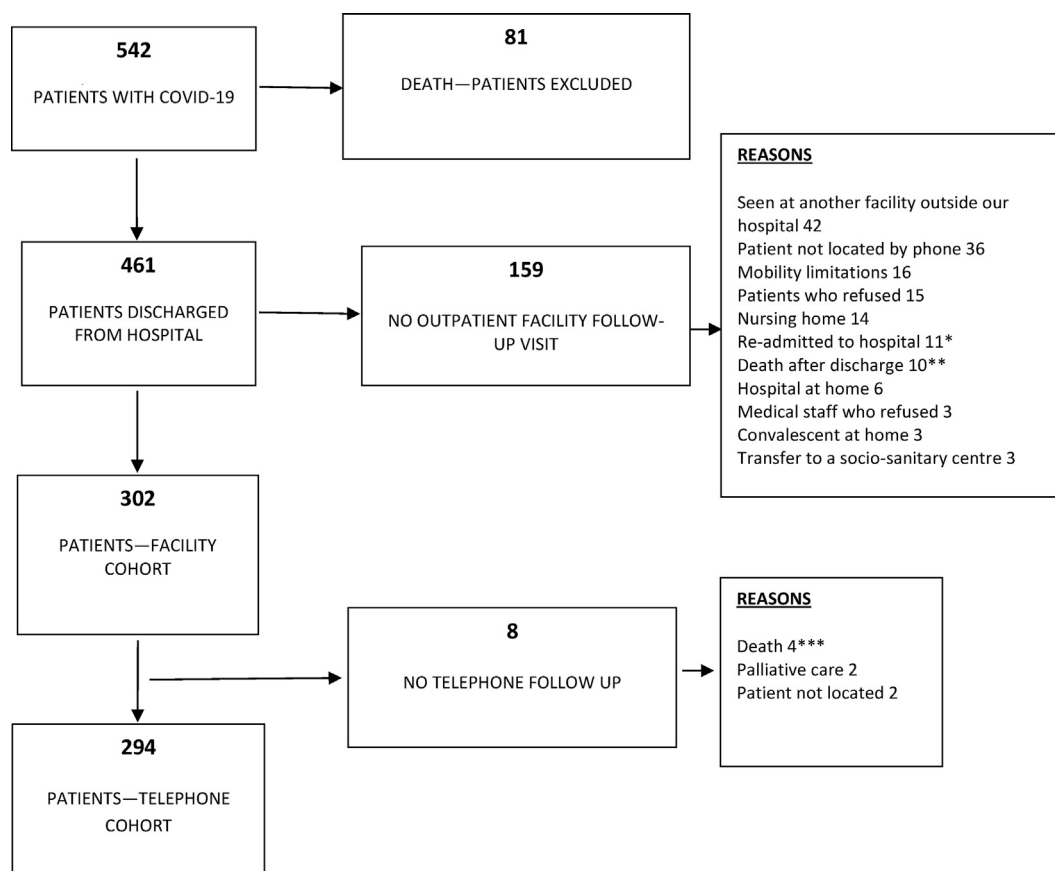 542
PATIENTS WITH COVID-19
81
DEATH—PATIENTS EXCLUDED
461
PATIENTS DISCHARGED
FROM HOSPITAL
159
NO OUTPATIENT FACILITY FOLLOW-
UP VISIT
REASONS
Seen at another facility outside our
hospital 42
Patient not located by phone 36
Mobility limitations 16
Patients who refused 15
Nursing home 14
Re-admitted to hospital 11*
Death after discharge 10**
Hospital at home 6
Medical staff who refused 3
Convalescent at home 3
Transfer to a socio-sanitary centre 3
302
PATIENTS—FACILITY
COHORT
8
NO TELEPHONE FOLLOW UP
REASONS
Death 4***
Palliative care 2
Patient not located 2
294
PATIENTS—TELEPHONE
COHORT